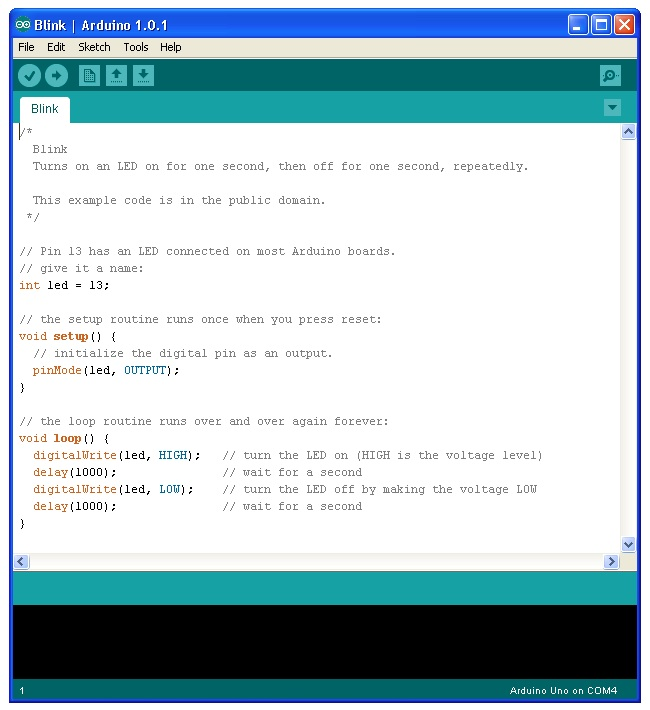 Blink | Arduino 1.0.1
File Edit Sketch Tools Help
Blink
/*
  Blink
  Turns on an LED on for one second, then off for one second, repeatedly.

  This example code is in the public domain.
 */

// Pin 13 has an LED connected on most Arduino boards.
// give it a name:
int led = 13;

// the setup routine runs once when you press reset:
void setup() {
  // initialize the digital pin as an output.
  pinMode(led, OUTPUT);
}

// the loop routine runs over and over again forever:
void loop() {
  digitalWrite(led, HIGH);   // turn the LED on (HIGH is the voltage level)
  delay(1000);               // wait for a second
  digitalWrite(led, LOW);    // turn the LED off by making the voltage LOW
  delay(1000);               // wait for a second
}
1 Arduino Uno on COM4